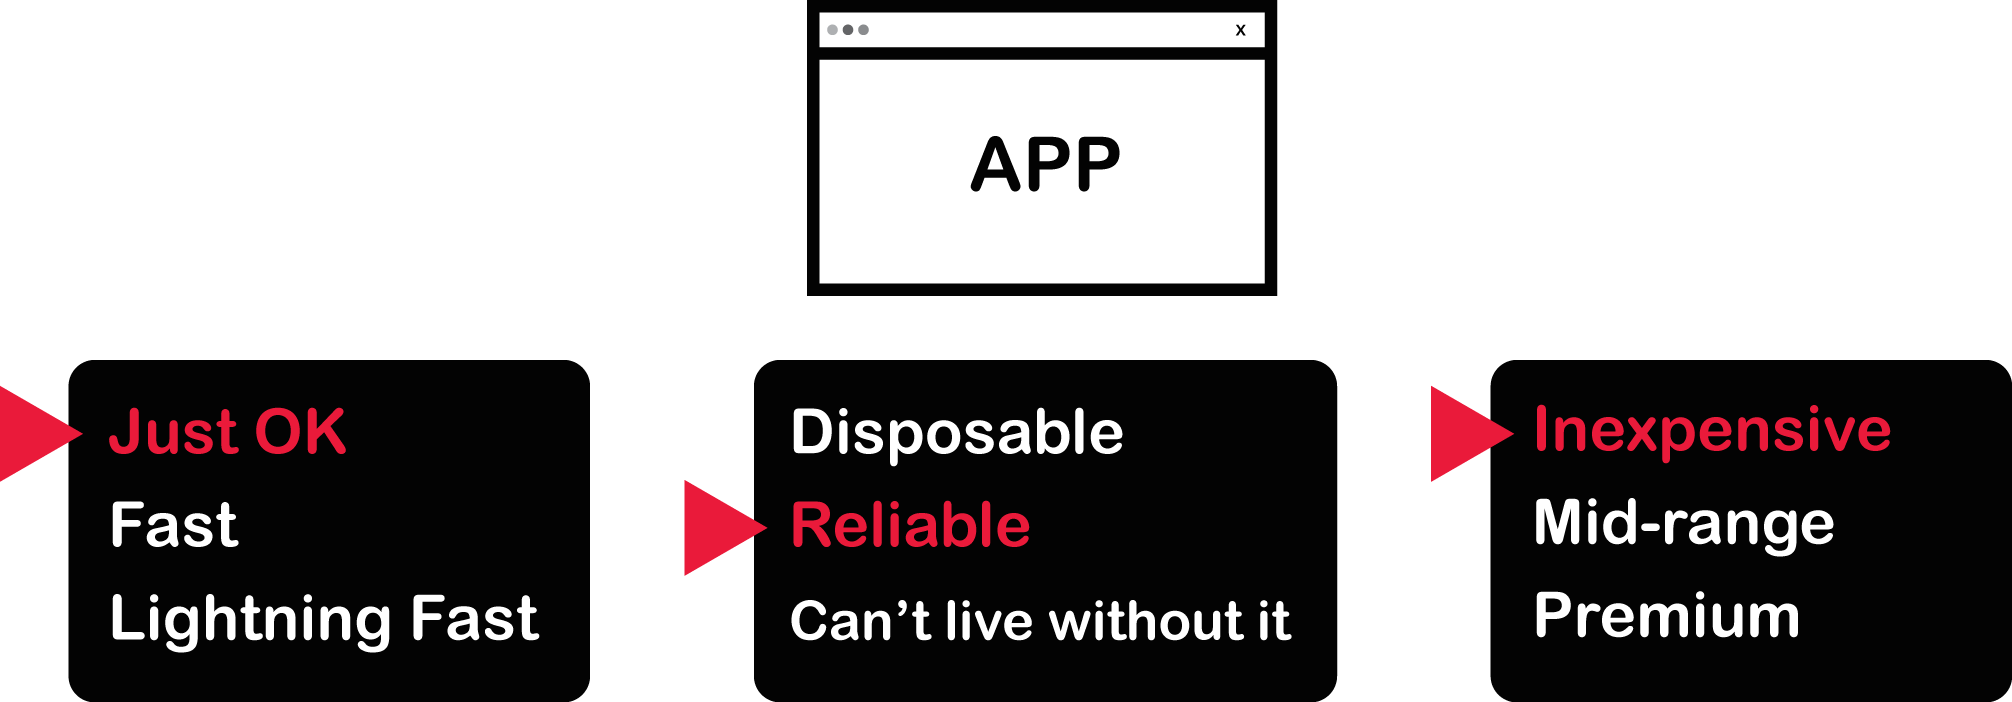 X
APP
Just OK
Fast
Lightning Fast
Disposable
Reliable
Can’t live without it
Inexpensive
Mid-range
Premium